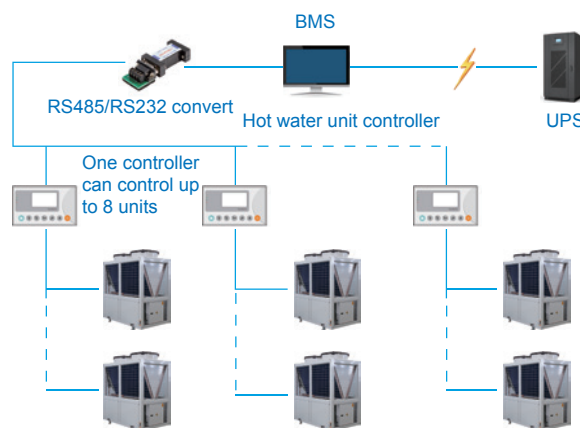 BMS
RS485/RS232 convert
Hot water unit controller
UPS
One controller
can control up
to 8 units